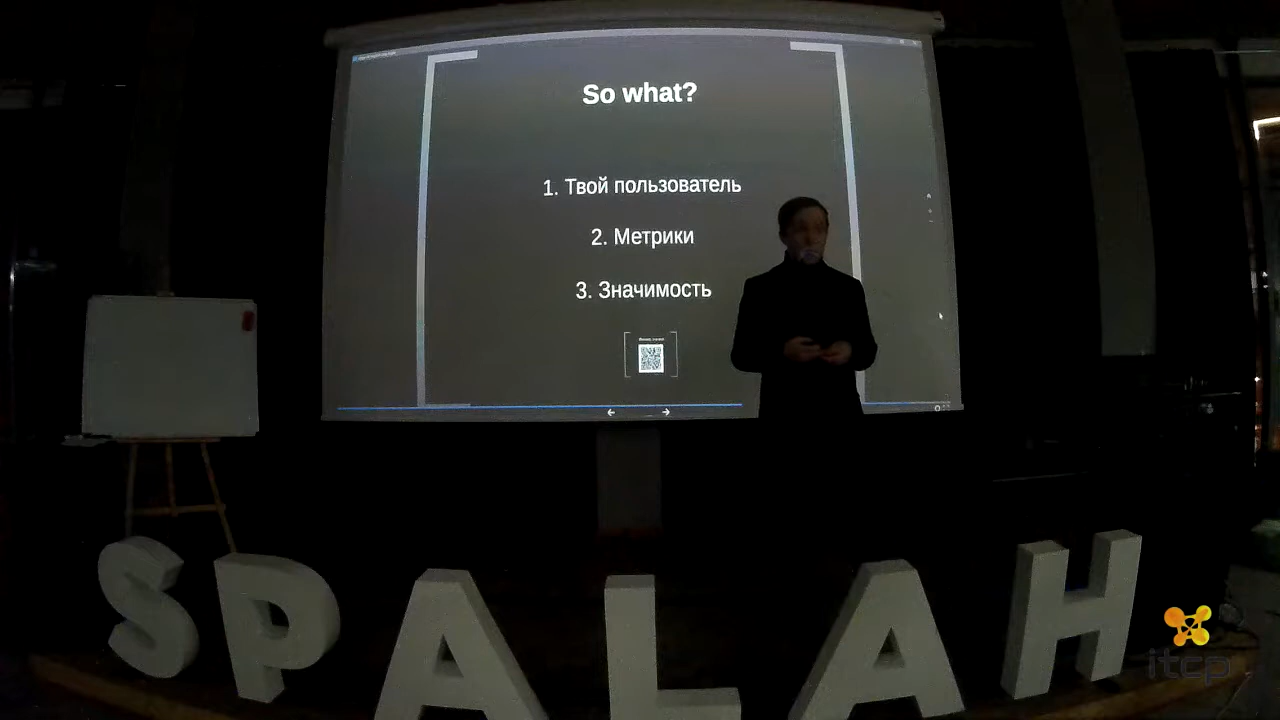 So what?
1. Твой пользователь
2. Метрики
3. Значимость
SPALAH
itcp